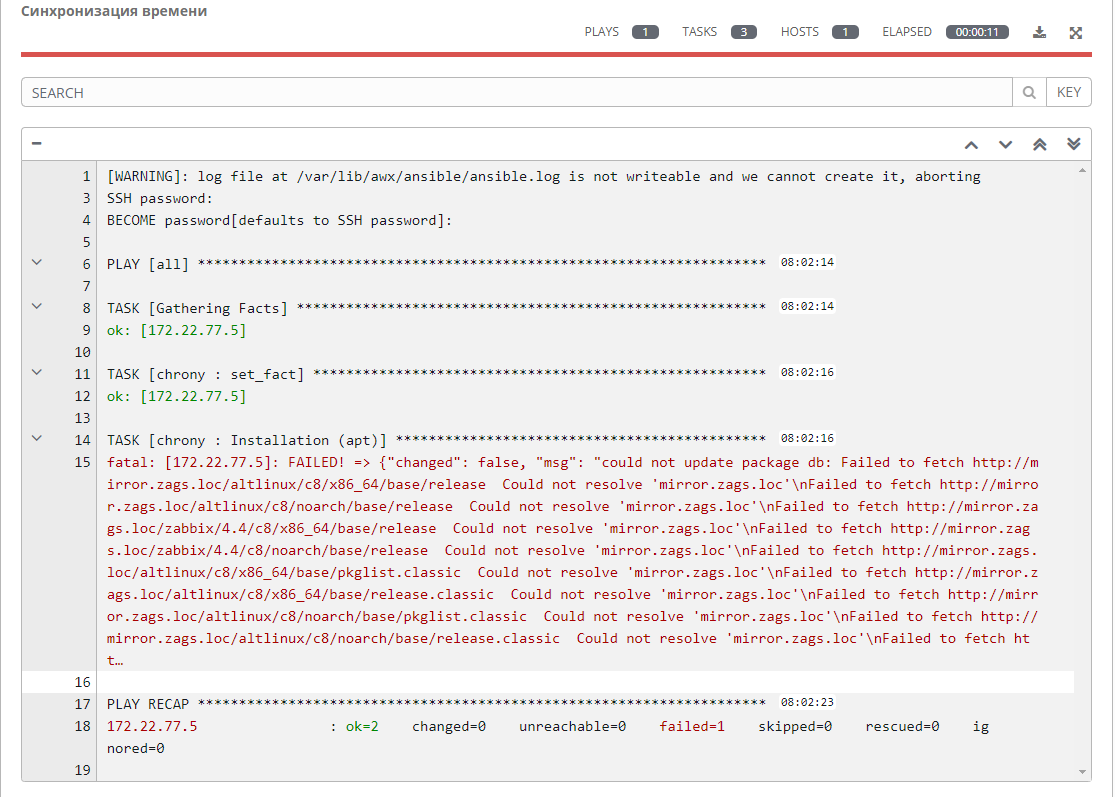 Синхронизация времени
PLAYS 1 TASKS 3 HOSTS 1 ELAPSED 00:00:11
SEARCH KEY
1 [WARNING]: log file at /var/lib/awx/ansible/ansible.log is not writeable and we cannot create it, aborting
3 SSH password:
4 BECOME password[defaults to SSH password]:
5
6 PLAY [all] ********************************************************************* 08:02:14
7
8 TASK [Gathering Facts] ********************************************************* 08:02:14
9 ok: [172.22.77.5]
10
11 TASK [chrony : set_fact] ******************************************************* 08:02:16
12 ok: [172.22.77.5]
13
14 TASK [chrony : Installation (apt)] ********************************************* 08:02:16
15 fatal: [172.22.77.5]: FAILED! => {"changed": false, "msg": "could not update package db: Failed to fetch http://m
irror.zags.loc/altlinux/c8/x86_64/base/release  Could not resolve 'mirror.zags.loc'\nFailed to fetch http://mirro
r.zags.loc/altlinux/c8/noarch/base/release  Could not resolve 'mirror.zags.loc'\nFailed to fetch http://mirror.za
gs.loc/zabbix/4.4/c8/x86_64/base/release  Could not resolve 'mirror.zags.loc'\nFailed to fetch http://mirror.zag
s.loc/zabbix/4.4/c8/noarch/base/release  Could not resolve 'mirror.zags.loc'\nFailed to fetch http://mirror.zags.
loc/altlinux/c8/x86_64/base/pkglist.classic  Could not resolve 'mirror.zags.loc'\nFailed to fetch http://mirror.z
ags.loc/altlinux/c8/x86_64/base/release.classic  Could not resolve 'mirror.zags.loc'\nFailed to fetch http://mirr
or.zags.loc/altlinux/c8/noarch/base/pkglist.classic  Could not resolve 'mirror.zags.loc'\nFailed to fetch http://
mirror.zags.loc/altlinux/c8/noarch/base/release.classic  Could not resolve 'mirror.zags.loc'\nFailed to fetch ht
t…
16
17 PLAY RECAP ********************************************************************* 08:02:23
18 172.22.77.5 : ok=2 changed=0 unreachable=0 failed=1 skipped=0 rescued=0 ig
nored=0
19